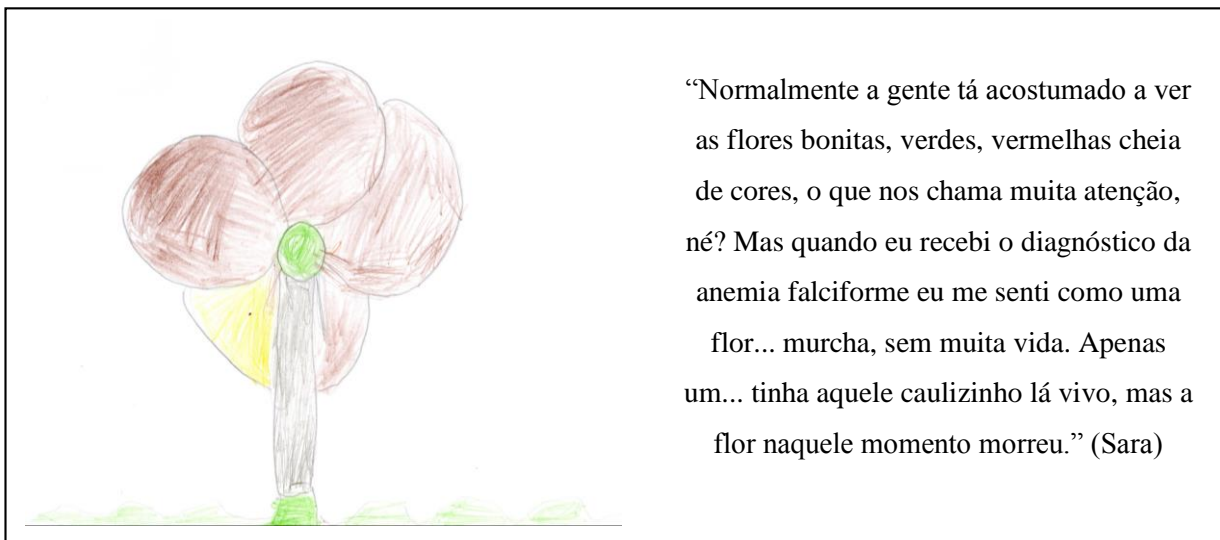 “Normalmente a gente tá acostumado a ver
as flores bonitas, verdes, vermelhas cheia
de cores, o que nos chama muita atenção,
né? Mas quando eu recebi o diagnóstico da
anemia falciforme eu me senti como uma
flor... murcha, sem muita vida. Apenas
um... tinha aquele caulizinho lá vivo, mas a
flor naquele momento morreu.” (Sara)